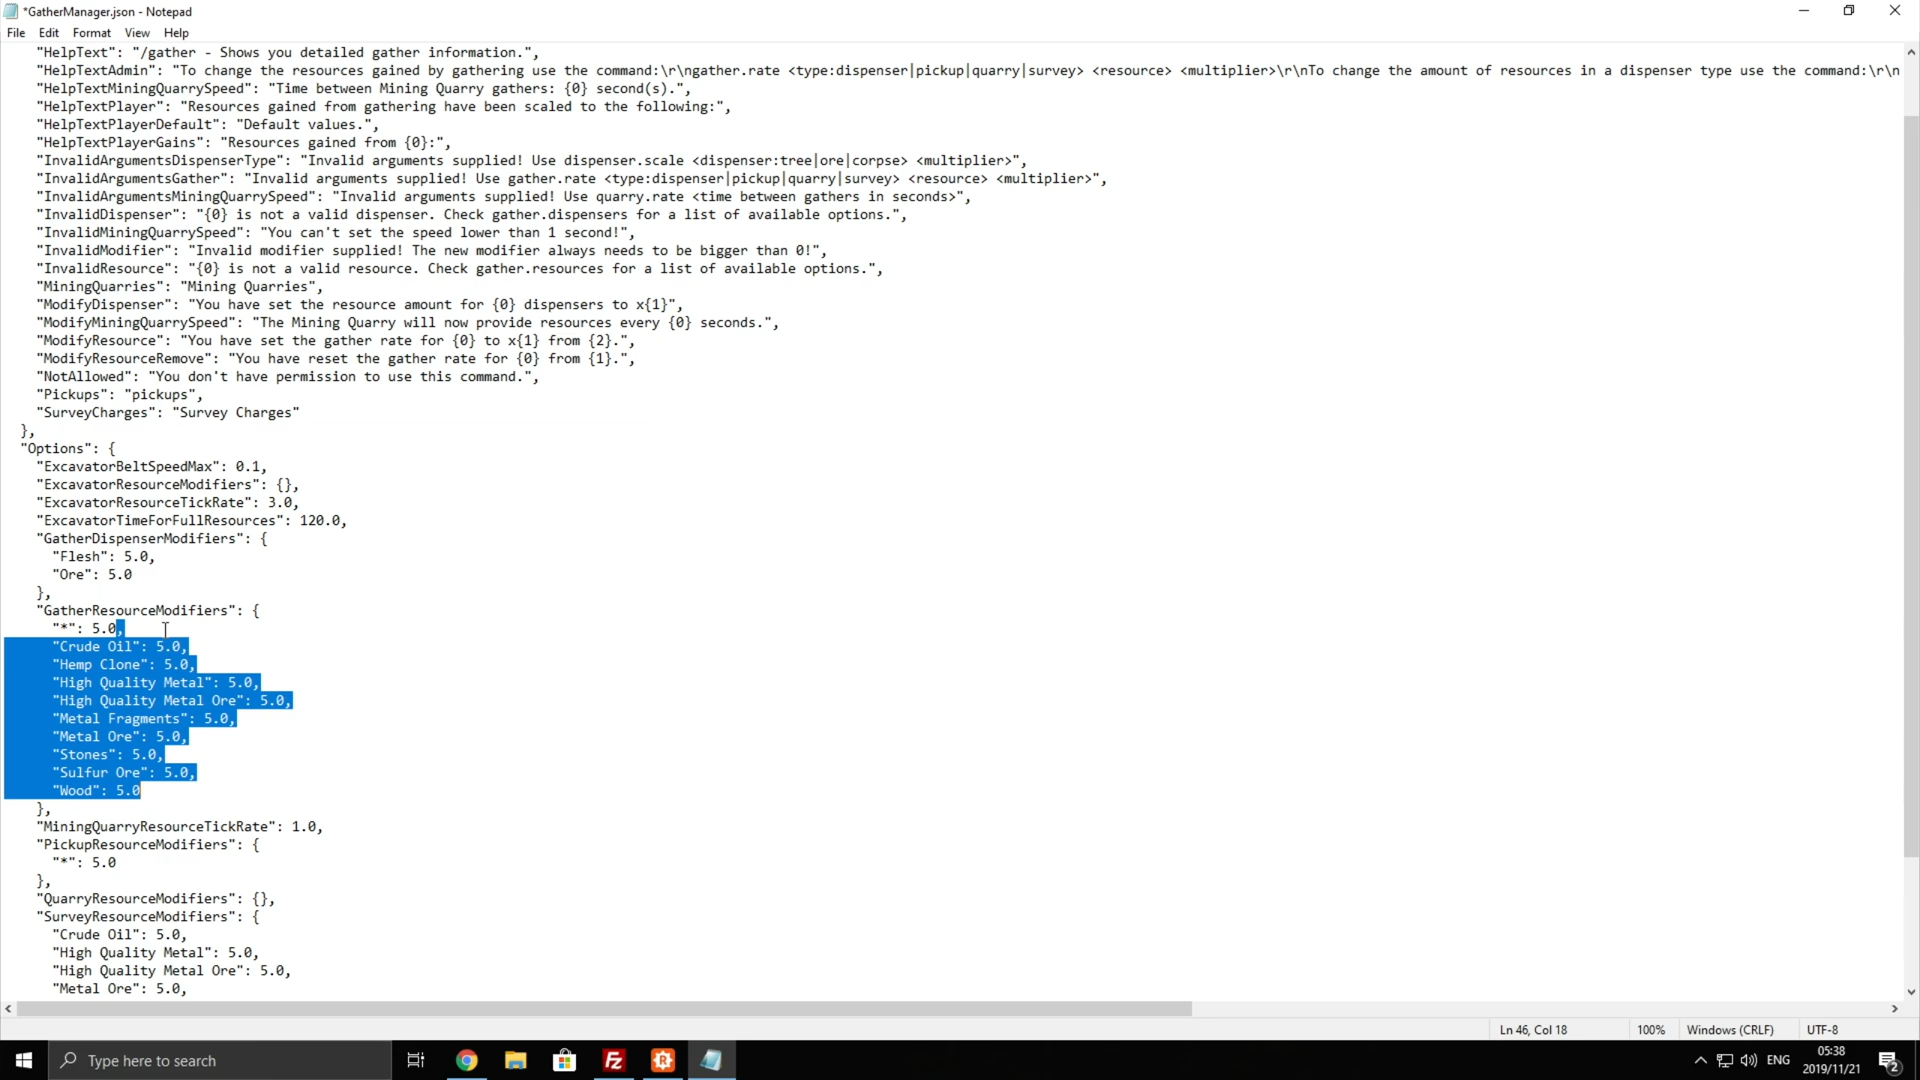 *GatherManager.json - Notepad
File Edit Format View Help
"HelpText": "/gather - Shows you detailed gather information.",
"HelpTextAdmin": "To change the resources gained by gathering use the command:\r\ngather.rate <type:dispenser|pickup|quarry|survey> <resource> <multiplier>\r\nTo change the amount of resources in a dispenser type use the command:\r\n
"HelpTextMiningQuarrySpeed": "Time between Mining Quarry gathers: {0} second(s).",
"HelpTextPlayer": "Resources gained from gathering have been scaled to the following:",
"HelpTextPlayerDefault": "Default values.",
"HelpTextPlayerGains": "Resources gained from {0}:",
"InvalidArgumentsDispenserType": "Invalid arguments supplied! Use dispenser.scale <dispenser:tree|ore|corpse> <multiplier>",
"InvalidArgumentsGather": "Invalid arguments supplied! Use gather.rate <type:dispenser|pickup|quarry|survey> <resource> <multiplier>",
"InvalidArgumentsMiningQuarrySpeed": "Invalid arguments supplied! Use quarry.rate <time between gathers in seconds>",
"InvalidDispenser": "{0} is not a valid dispenser. Check gather.dispensers for a list of available options.",
"InvalidMiningQuarrySpeed": "You can't set the speed lower than 1 second!",
"InvalidModifier": "Invalid modifier supplied! The new modifier always needs to be bigger than 0!",
"InvalidResource": "{0} is not a valid resource. Check gather.resources for a list of available options.",
"MiningQuarries": "Mining Quarries",
"ModifyDispenser": "You have set the resource amount for {0} dispensers to x{1}",
"ModifyMiningQuarrySpeed": "The Mining Quarry will now provide resources every {0} seconds.",
"ModifyResource": "You have set the gather rate for {0} to x{1} from {2}.",
"ModifyResourceRemove": "You have reset the gather rate for {0} from {1}.",
"NotAllowed": "You don't have permission to use this command.",
"Pickups": "pickups",
"SurveyCharges": "Survey Charges"
},
"Options": {
"ExcavatorBeltSpeedMax": 0.1,
"ExcavatorResourceModifiers": {},
"ExcavatorResourceTickRate": 3.0,
"ExcavatorTimeForFullResources": 120.0,
"GatherDispenserModifiers": {
"Flesh": 5.0,
"Ore": 5.0
},
"GatherResourceModifiers": {
"*": 5.0,
"Crude Oil": 5.0,
"Hemp Clone": 5.0,
"High Quality Metal": 5.0,
"High Quality Metal Ore": 5.0,
"Metal Fragments": 5.0,
"Metal Ore": 5.0,
"Stones": 5.0,
"Sulfur Ore": 5.0,
"Wood": 5.0
},
"MiningQuarryResourceTickRate": 1.0,
"PickupResourceModifiers": {
"*": 5.0
},
"QuarryResourceModifiers": {},
"SurveyResourceModifiers": {
"Crude Oil": 5.0,
"High Quality Metal": 5.0,
"High Quality Metal Ore": 5.0,
"Metal Ore": 5.0,
Ln 46, Col 18 100% Windows (CRLF) UTF-8
Type here to search
ENG
05:38
2019/11/21
2